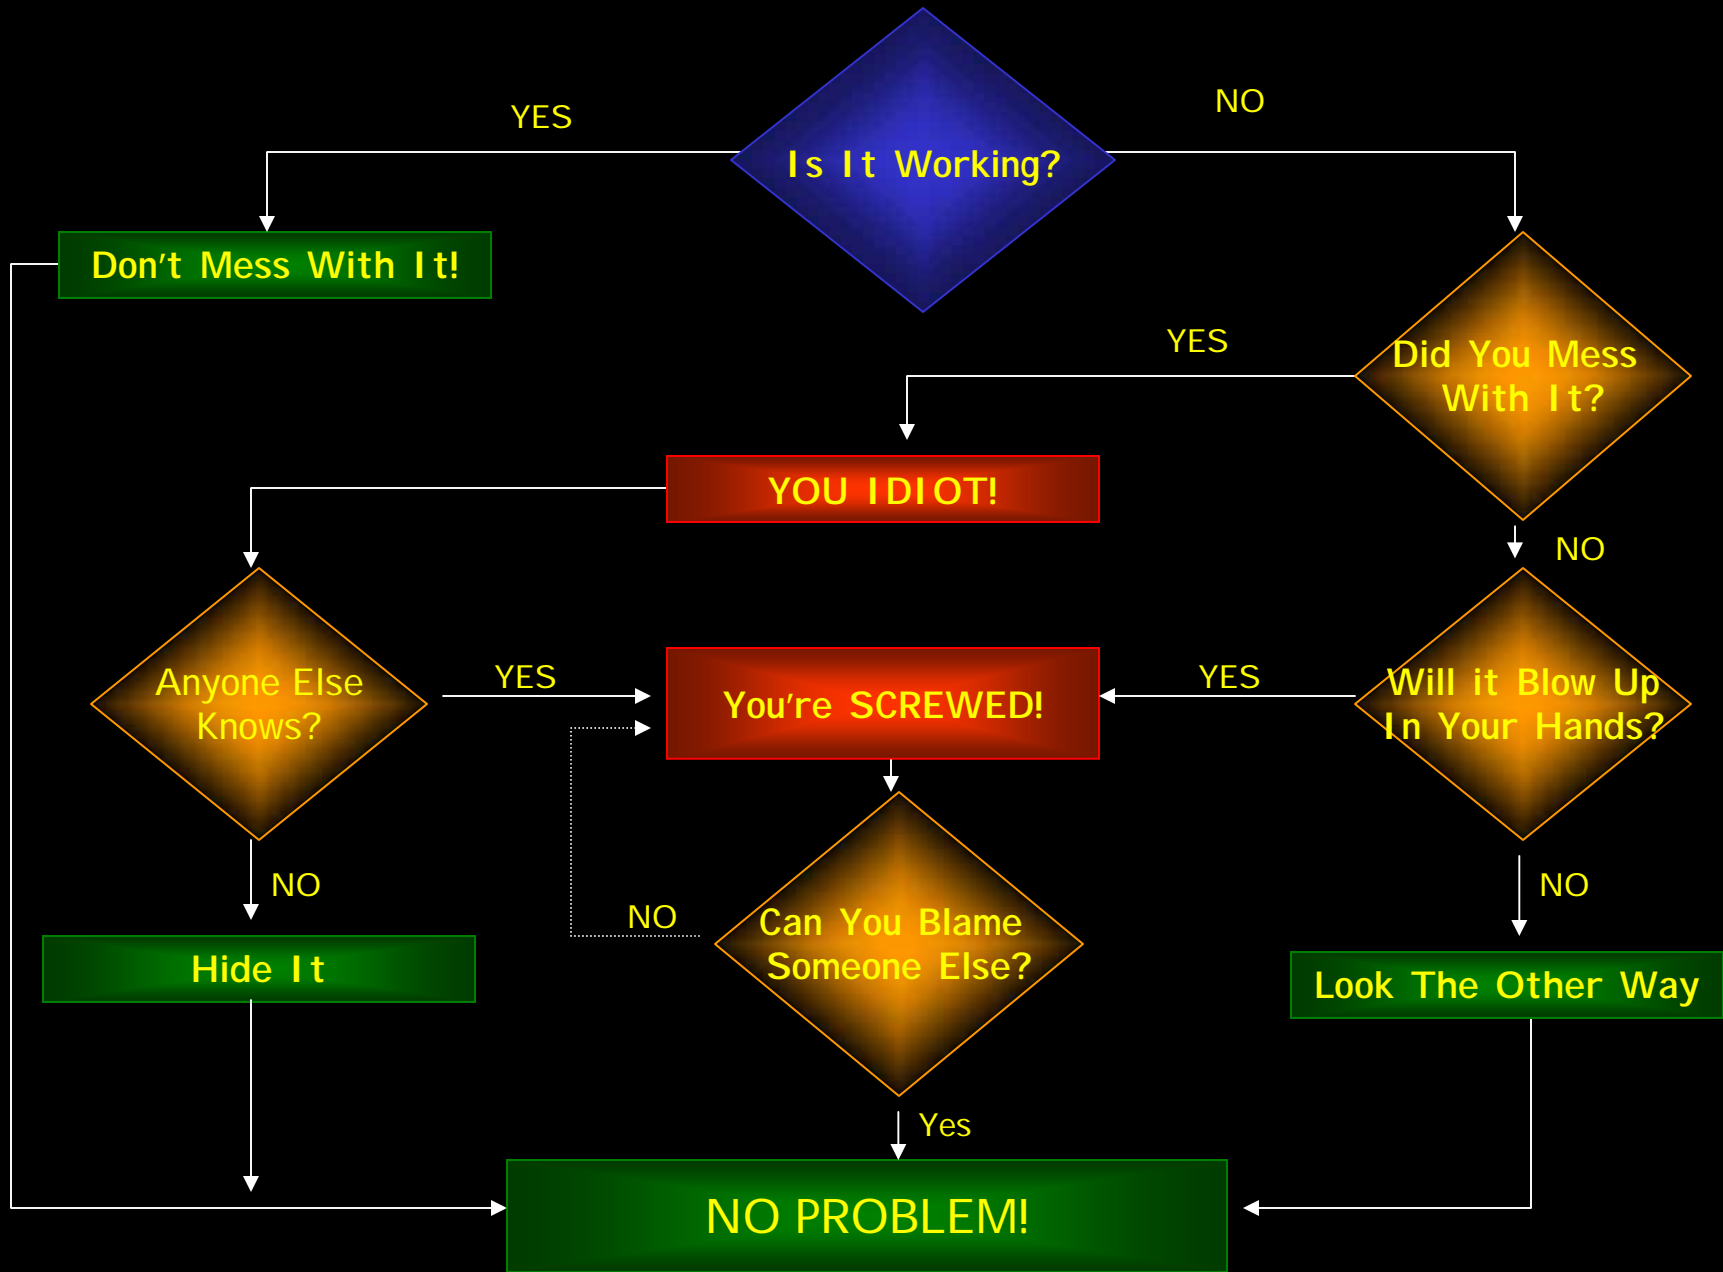 YES
NO
Is It Working?
Don't Mess With It!
YES
Did You Mess
With It?
YOU IDIOT!
NO
Anyone Else
Knows?
YES
You're SCREWED!
YES
Will it Blow Up
In Your Hands?
NO
NO
Can You Blame
Someone Else?
NO
Hide It
Look The Other Way
Yes
NO PROBLEM!